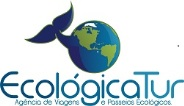 EcológicaTur
Agência de Viagens e Passeios Ecológicos.